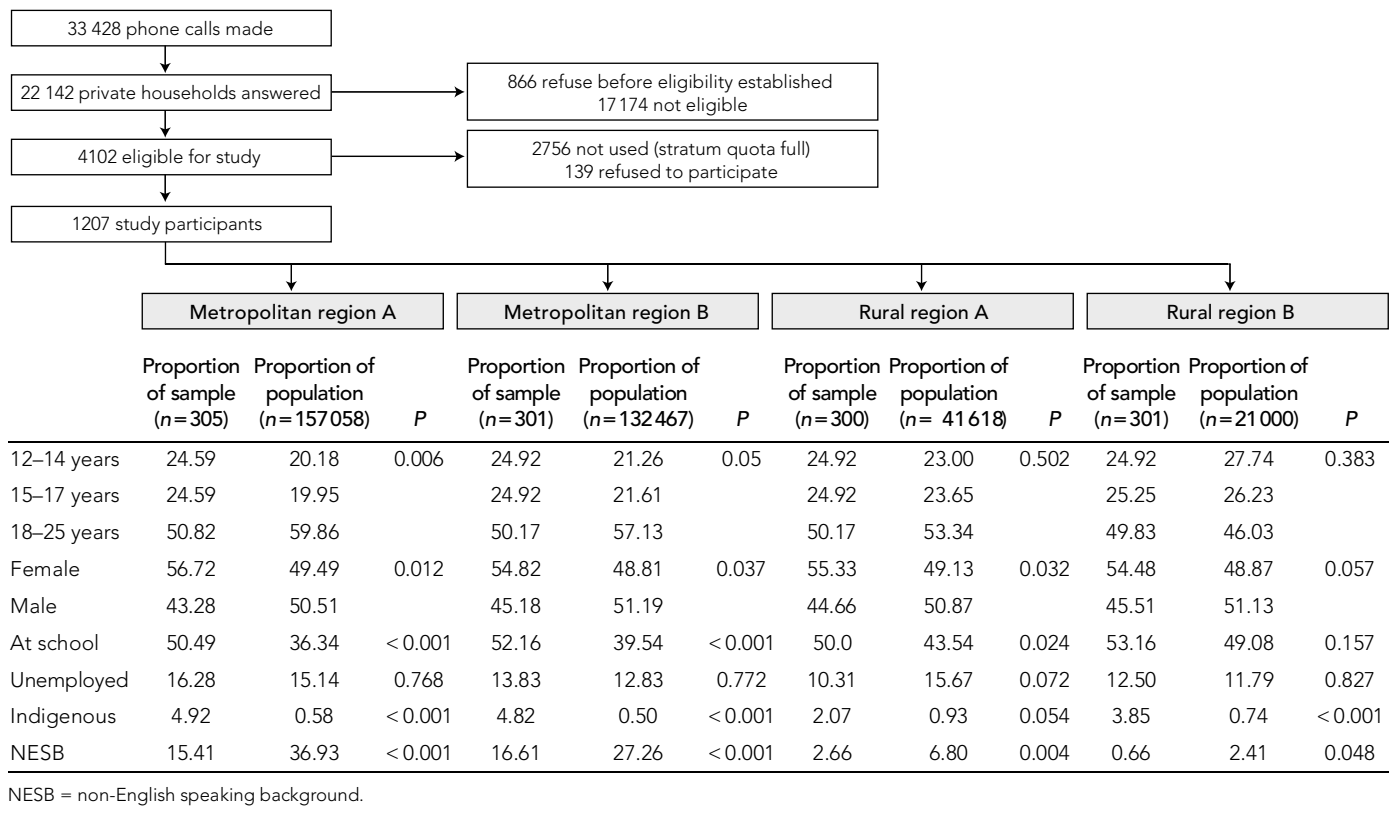 33 428 phone calls made
22 142 private households answered
866 refuse before eligibility established
17 174 not eligible
4102 eligible for study
2756 not used (stratum quota full)
139 refused to participate
1207 study participants
Metropolitan region A Metropolitan region B Rural region A Rural region B
Proportion Proportion of Proportion Proportion of Proportion Proportion of Proportion Proportion of
of sample population of sample population of sample population of sample population
(n=305) (n=157 058) P (n=301) (n=132 467) P (n=300) (n= 41 618) P (n=301) (n=21 000) P
12–14 years 24.59 20.18 0.006 24.92 21.26 0.05 24.92 23.00 0.502 24.92 27.74 0.383
15–17 years 24.59 19.95 24.92 21.61 24.92 23.65 25.25 26.23
18–25 years 50.82 59.86 50.17 57.13 50.17 53.34 49.83 46.03
Female 56.72 49.49 0.012 54.82 48.81 0.037 55.33 49.13 0.032 54.48 48.87 0.057
Male 43.28 50.51 45.18 51.19 44.66 50.87 45.51 51.13
At school 50.49 36.34 <0.001 52.16 39.54 <0.001 50.0 43.54 0.024 53.16 49.08 0.157
Unemployed 16.28 15.14 0.768 13.83 12.83 0.772 10.31 15.67 0.072 12.50 11.79 0.827
Indigenous 4.92 0.58 <0.001 4.82 0.50 <0.001 2.07 0.93 0.054 3.85 0.74 <0.001
NESB 15.41 36.93 <0.001 16.61 27.26 <0.001 2.66 6.80 0.004 0.66 2.41 0.048
NESB = non-English speaking background.